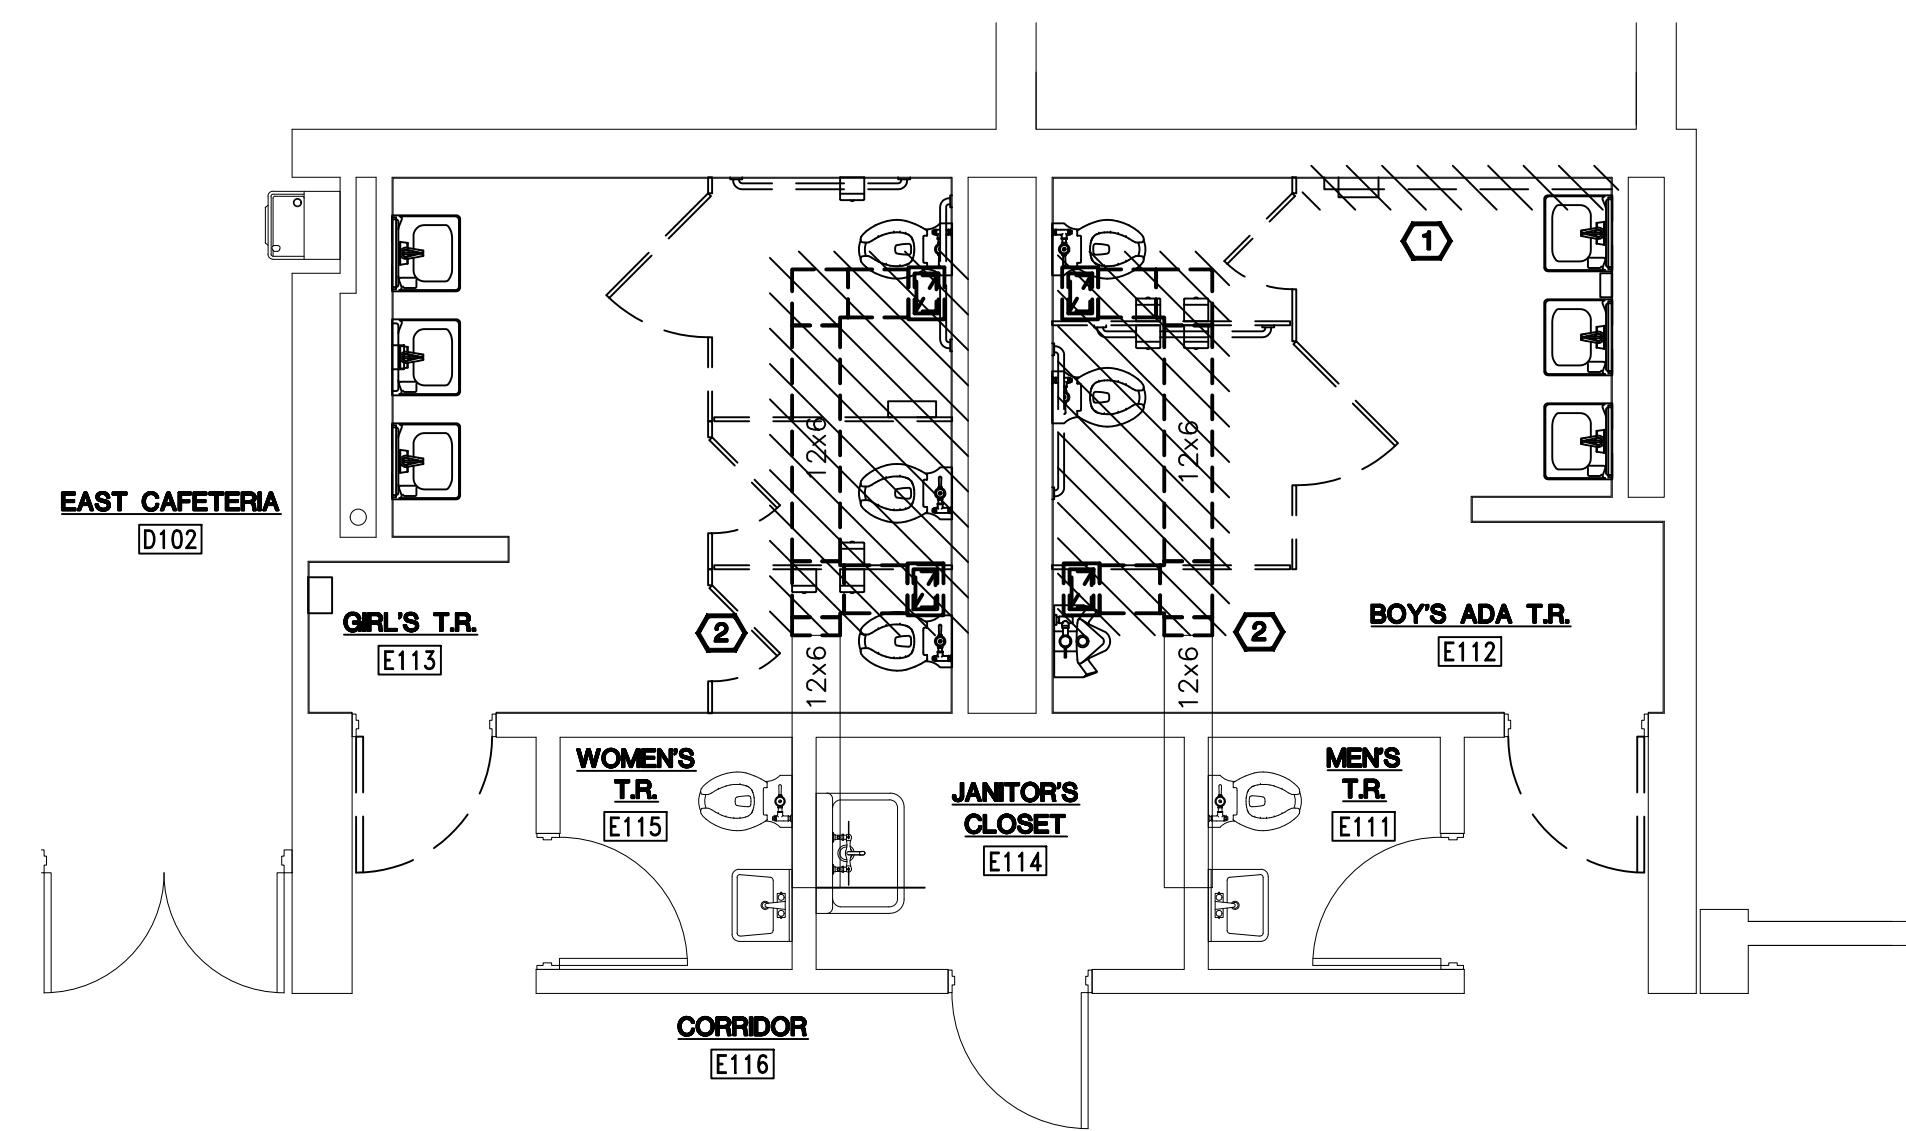 1
12x6
12x6
EAST CAFETERIA
D102
GIRL'S T.R.
E113
2
2
BOY'S ADA T.R.
E112
12x6
12x6
WOMEN'S
T.R.
E115
JANITOR'S
CLOSET
E114
MEN'S
T.R.
E111
CORRIDOR
E116